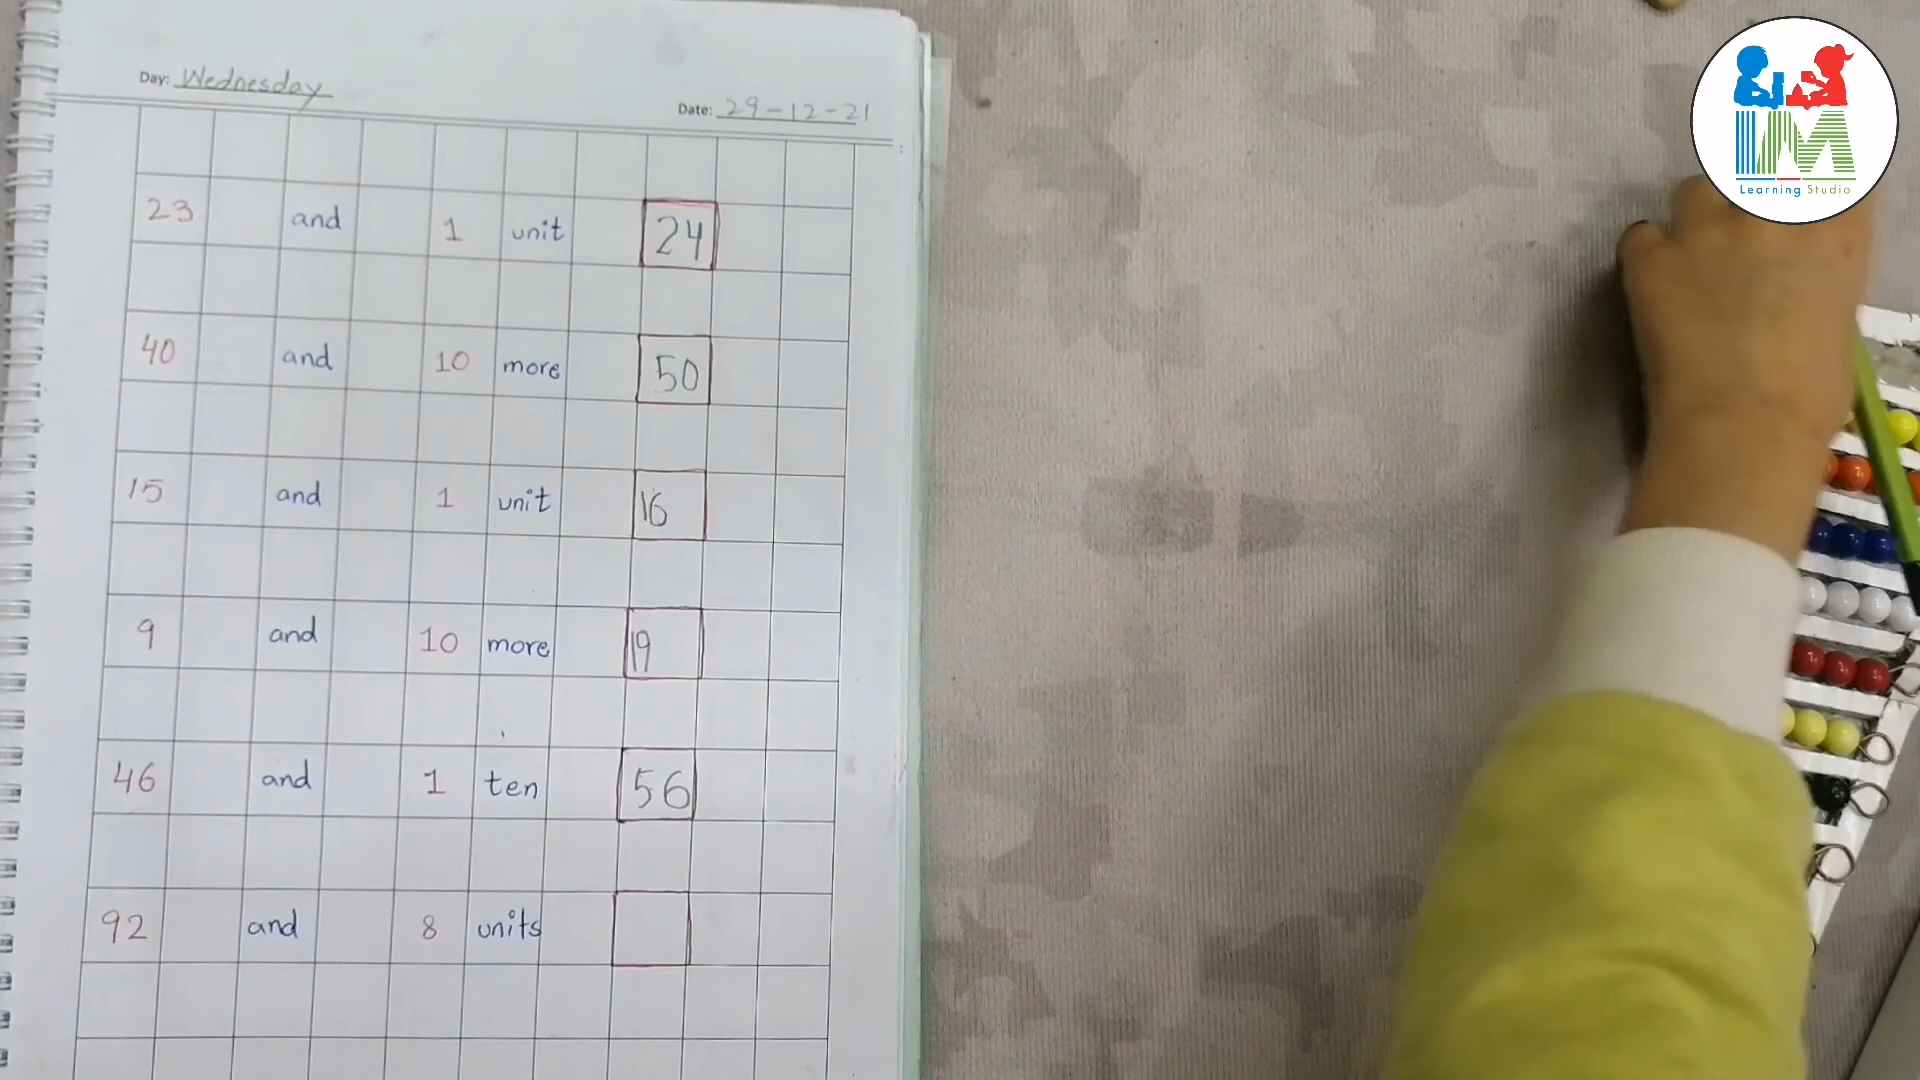 Day: Wednesday
Date: 29-12-21
23 and 1 unit 24
40 and 10 more 50
15 and 1 unit 16
9 and 10 more 19
46 and 1 ten 56
92 and 8 units
IM
Learning Studio